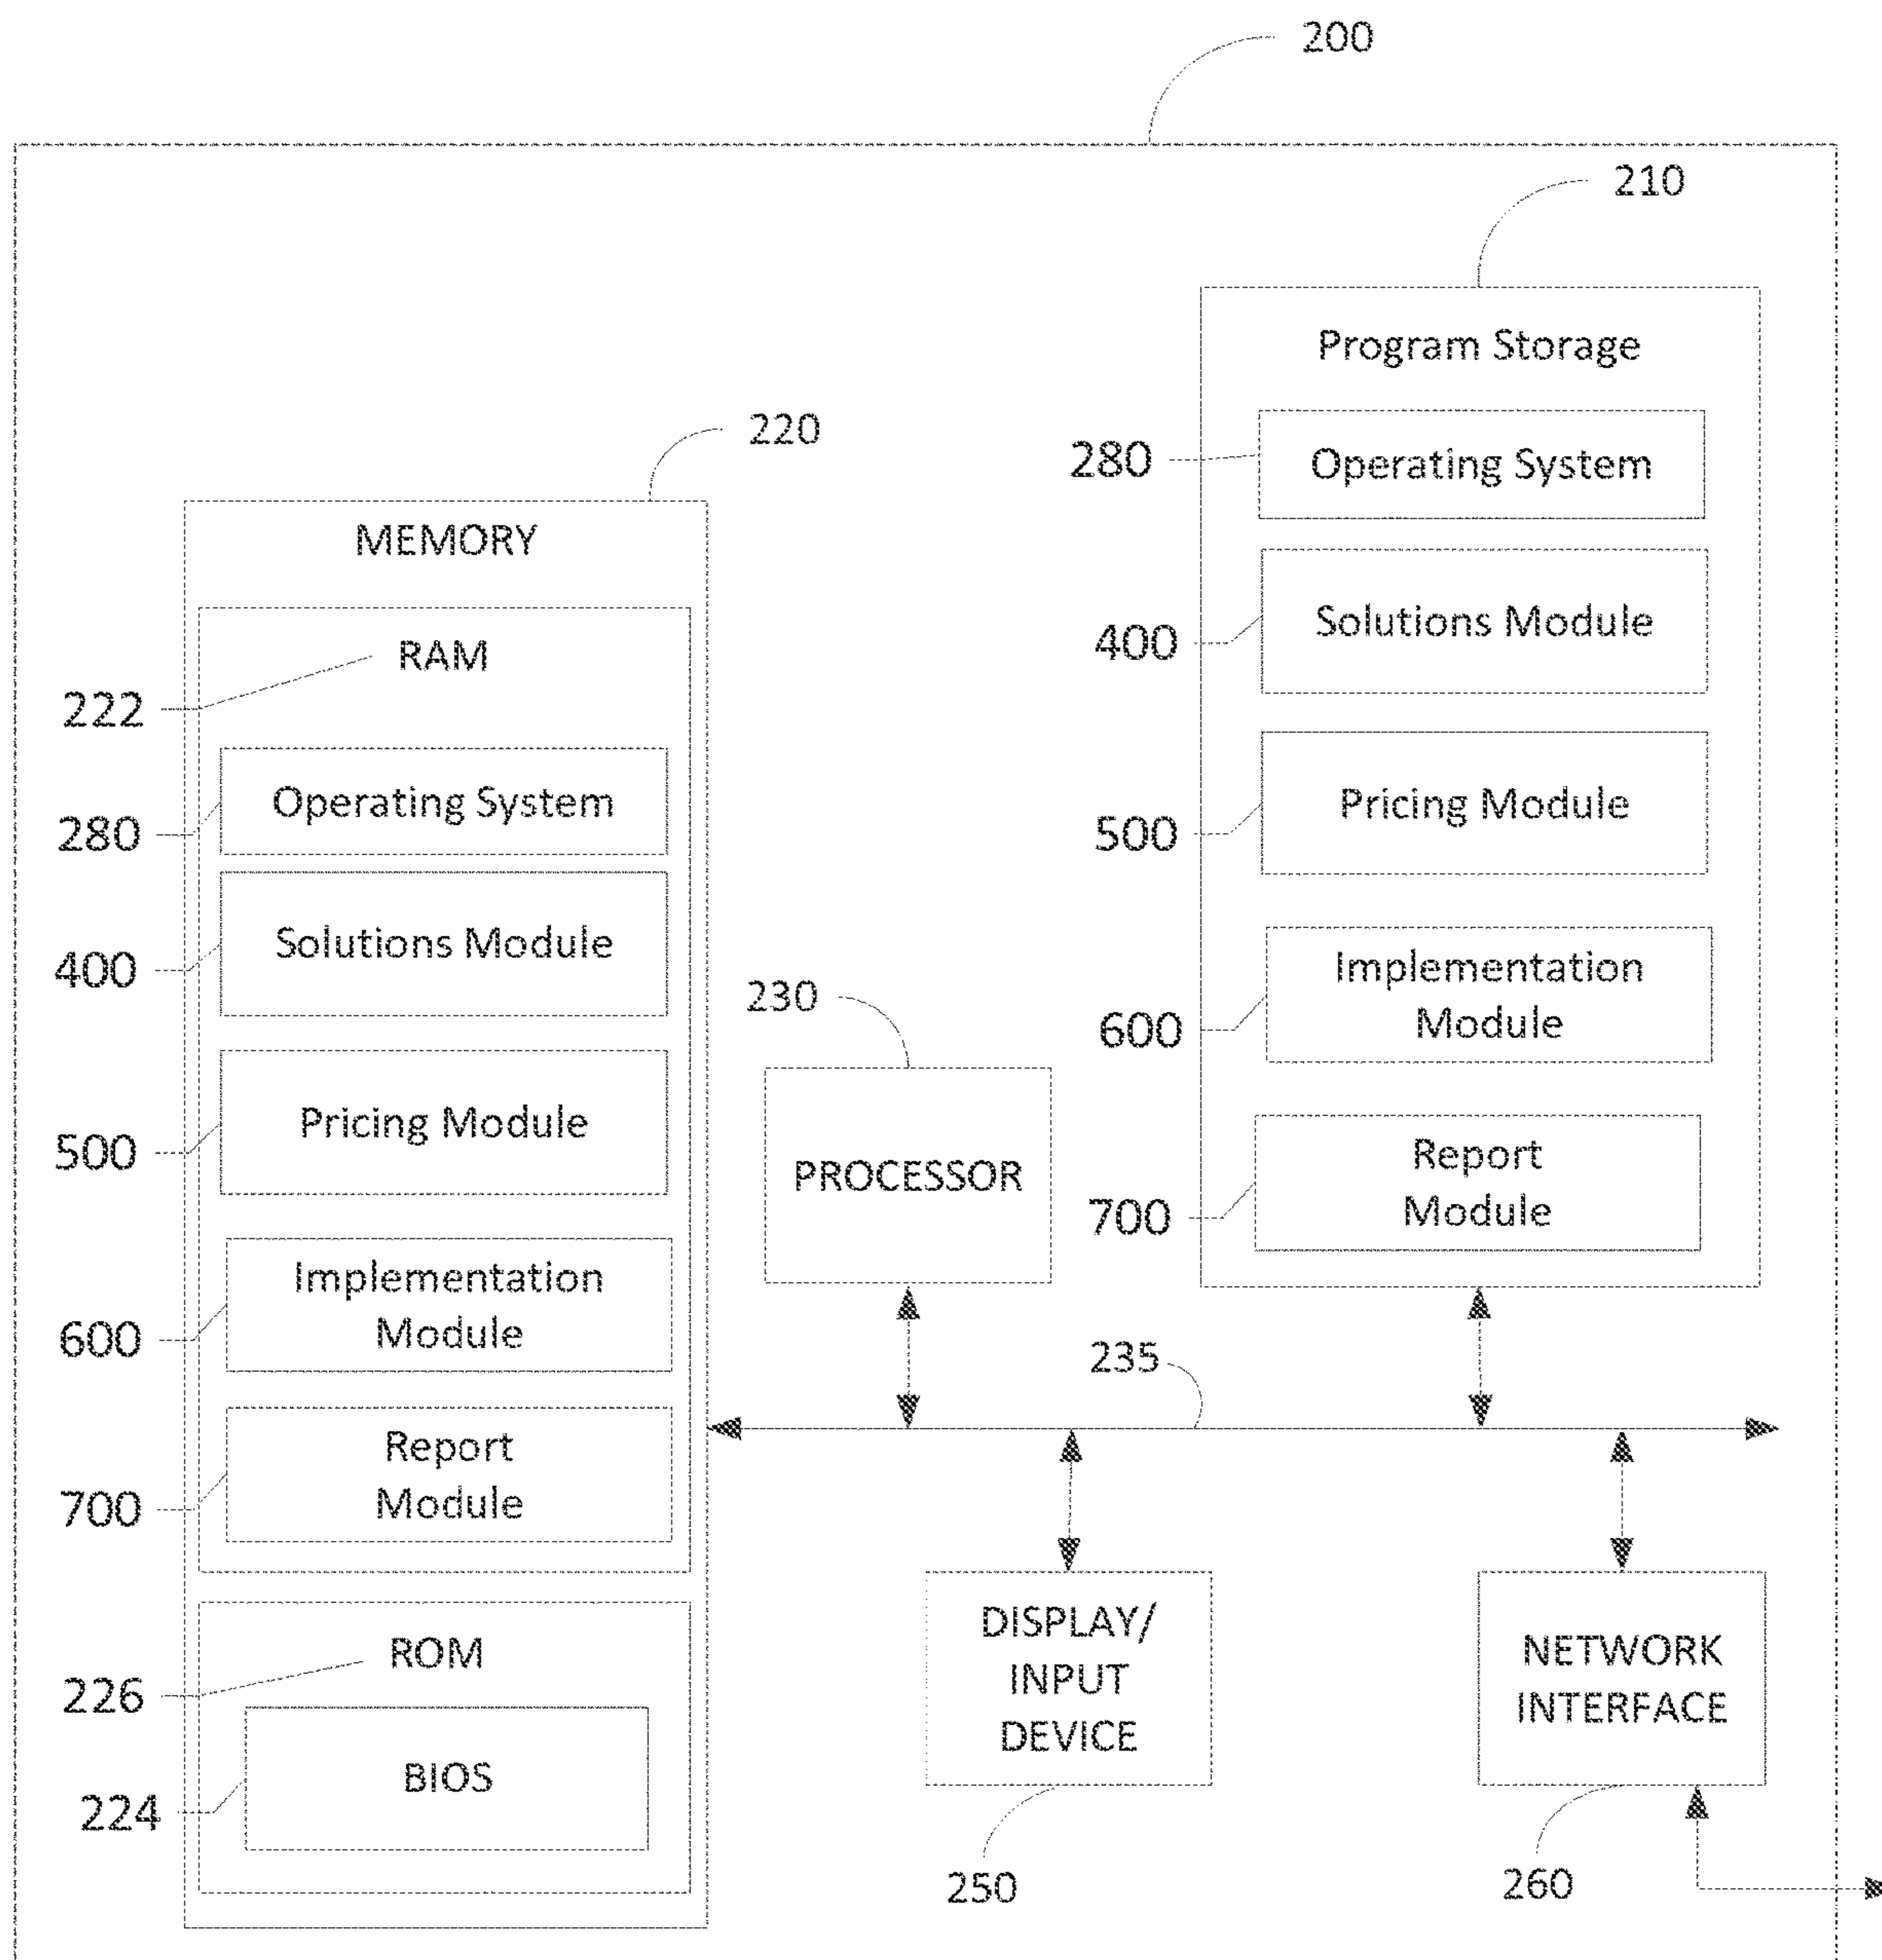 200
210
Program Storage
280
Operating System
400
Solutions Module
500
Pricing Module
600
Implementation
Module
700
Report
Module
220
MEMORY
RAM
222
280
Operating System
400
Solutions Module
500
Pricing Module
600
Implementation
Module
700
Report
Module
ROM
226
BIOS
224
230
PROCESSOR
235
DISPLAY/
INPUT
DEVICE
250
NETWORK
INTERFACE
260